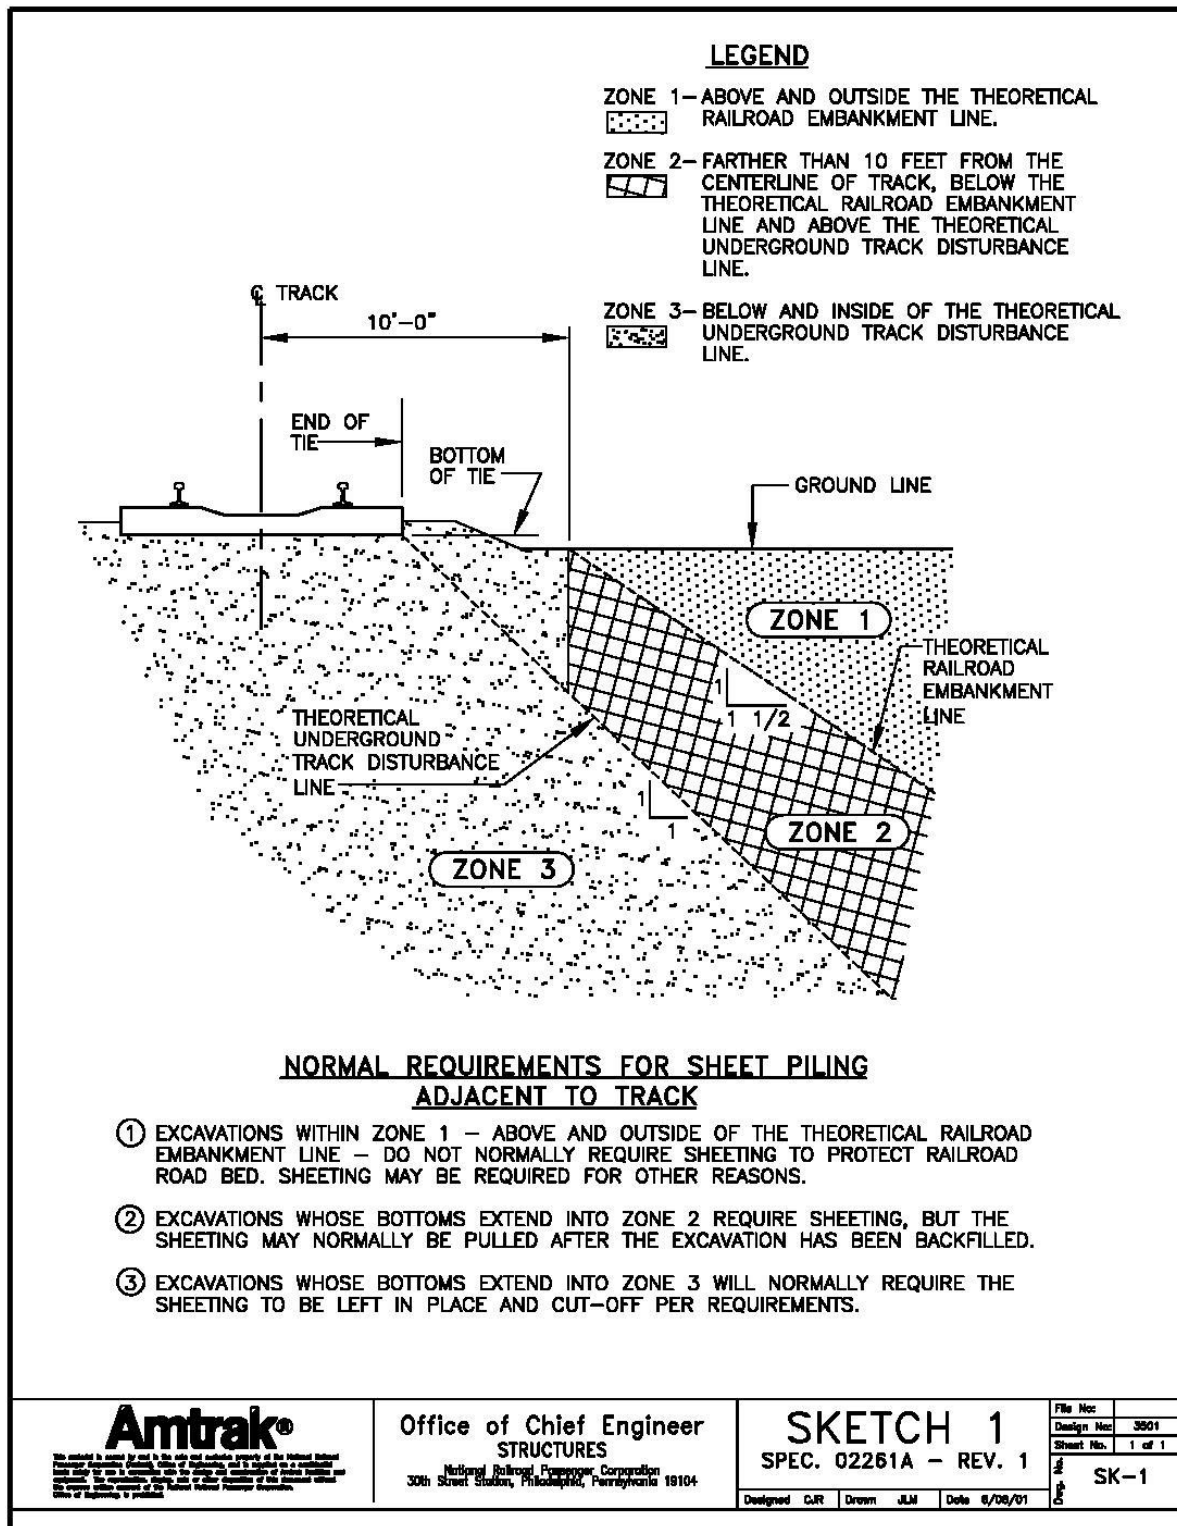 LEGEND
ZONE 1– ABOVE AND OUTSIDE THE THEORETICAL
RAILROAD EMBANKMENT LINE.
ZONE 2– FARTHER THAN 10 FEET FROM THE
CENTERLINE OF TRACK, BELOW THE
THEORETICAL RAILROAD EMBANKMENT
LINE AND ABOVE THE THEORETICAL
UNDERGROUND TRACK DISTURBANCE
LINE.
ZONE 3– BELOW AND INSIDE OF THE THEORETICAL
UNDERGROUND TRACK DISTURBANCE
LINE.
℄ TRACK
10'-0"
END OF
TIE
BOTTOM
OF TIE
GROUND LINE
ZONE 1
THEORETICAL
RAILROAD
EMBANKMENT
LINE
1
1 1/2
THEORETICAL
UNDERGROUND
TRACK DISTURBANCE
LINE
1
1
ZONE 2
ZONE 3
NORMAL REQUIREMENTS FOR SHEET PILING
ADJACENT TO TRACK
① EXCAVATIONS WITHIN ZONE 1 – ABOVE AND OUTSIDE OF THE THEORETICAL RAILROAD
EMBANKMENT LINE – DO NOT NORMALLY REQUIRE SHEETING TO PROTECT RAILROAD
ROAD BED. SHEETING MAY BE REQUIRED FOR OTHER REASONS.
② EXCAVATIONS WHOSE BOTTOMS EXTEND INTO ZONE 2 REQUIRE SHEETING, BUT THE
SHEETING MAY NORMALLY BE PULLED AFTER THE EXCAVATION HAS BEEN BACKFILLED.
③ EXCAVATIONS WHOSE BOTTOMS EXTEND INTO ZONE 3 WILL NORMALLY REQUIRE THE
SHEETING TO BE LEFT IN PLACE AND CUT–OFF PER REQUIREMENTS.
Amtrak®
Office of Chief Engineer
STRUCTURES
National Railroad Passenger Corporation
30th Street Station, Philadelphia, Pennsylvania 19104
SKETCH 1
SPEC. 02261A – REV. 1
Designed CJR Drawn JLM Date 6/06/01
File No:
Design No: 3501
Sheet No. 1 of 1
Dwg. No. SK–1